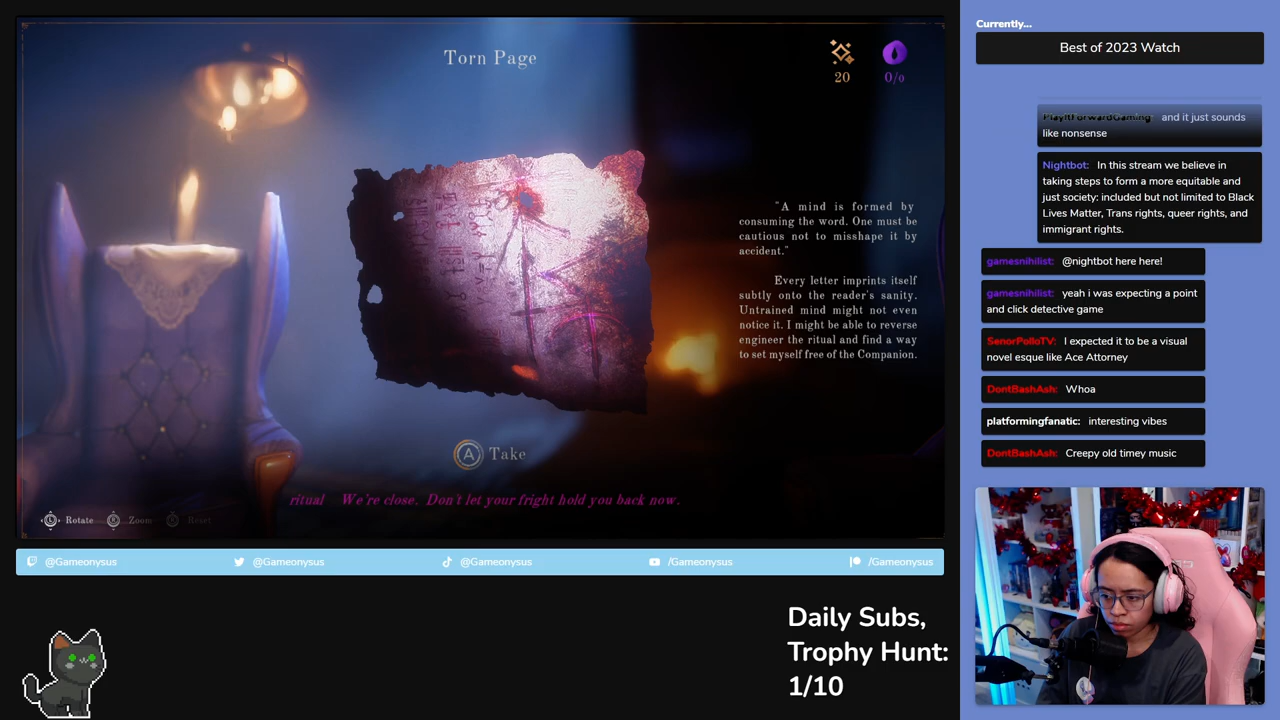 Torn Page
20
0/0
"A mind is formed by
consuming the word. One must be
cautious not to misshape it by
accident."
Every letter imprints itself
subtly onto the reader's sanity.
Untrained mind might not even
notice it. I might be able to reverse
engineer the ritual and find a way
to set myself free of the Companion.
A Take
ritual We're close. Don't let your fright hold you back now.
L Rotate R Zoom Reset
@Gameonysus @Gameonysus @Gameonysus /Gameonysus /Gameonysus
Daily Subs,
Trophy Hunt:
1/10
Currently...
Best of 2023 Watch
PlayItForwardGaming: and it just sounds
like nonsense
Nightbot: In this stream we believe in
taking steps to form a more equitable and
just society: included but not limited to Black
Lives Matter, Trans rights, queer rights, and
immigrant rights.
gamesnihilist: @nightbot here here!
gamesnihilist: yeah i was expecting a point
and click detective game
SenorPolloTV: I expected it to be a visual
novel esque like Ace Attorney
DontBashAsh: Whoa
platformingfanatic: interesting vibes
DontBashAsh: Creepy old timey music